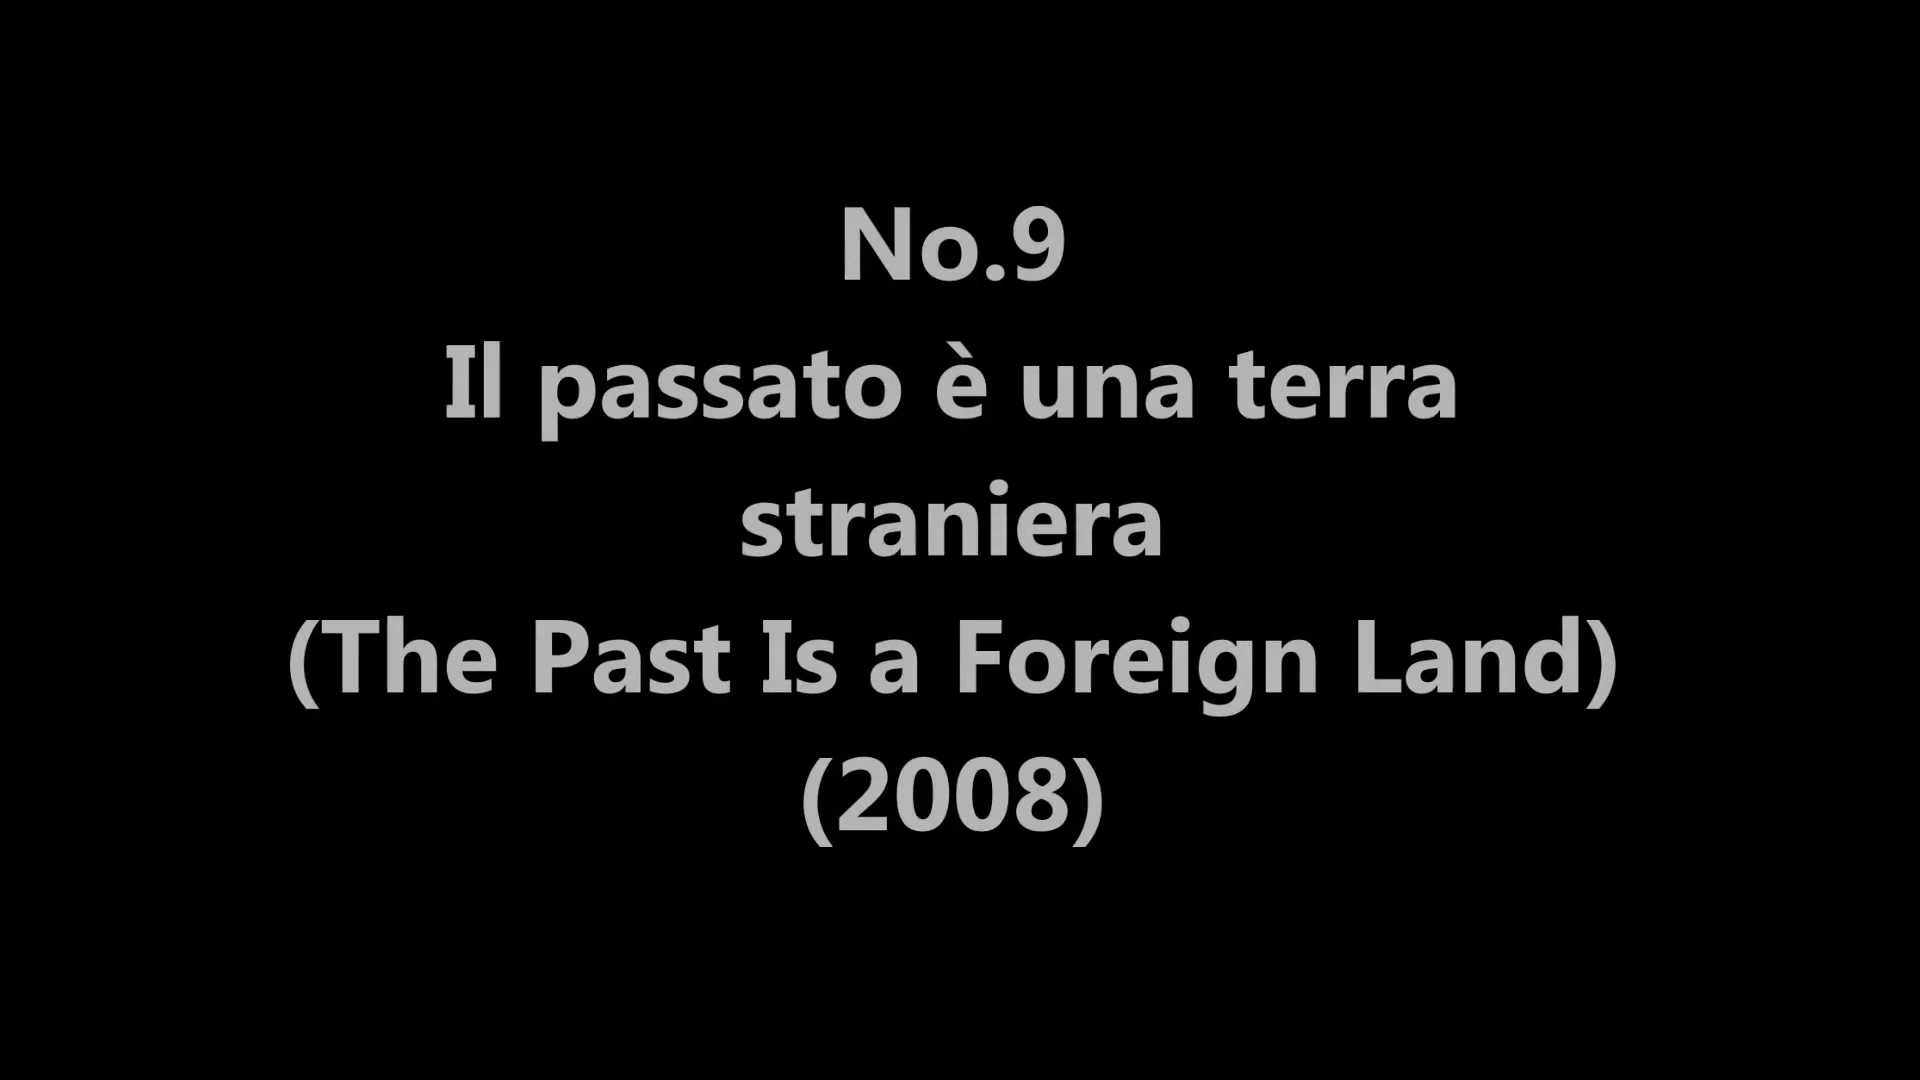 No.9
Il passato è una terra
straniera
(The Past Is a Foreign Land)
(2008)